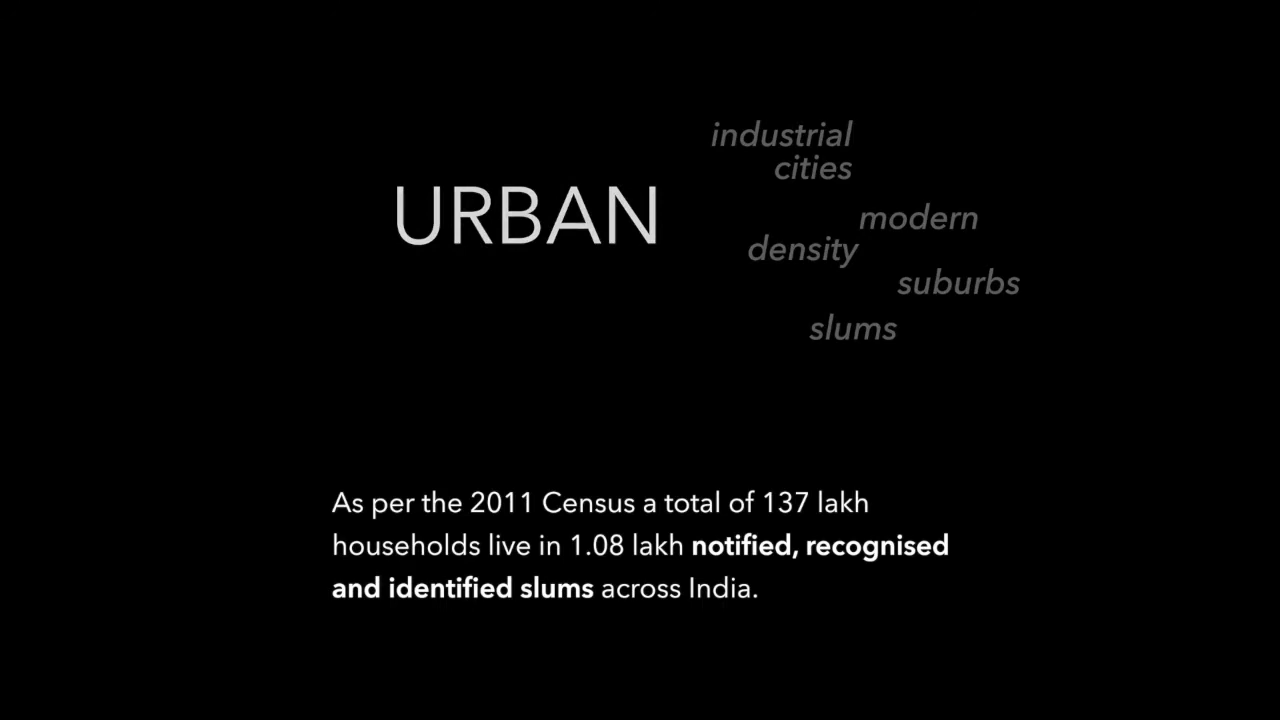 industrial
cities
URBAN
modern
density
suburbs
slums
As per the 2011 Census a total of 137 lakh
households live in 1.08 lakh notified, recognised
and identified slums across India.